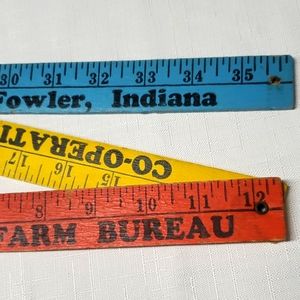 30 31 32 33 34 35
Fowler, Indiana
CO-OPERATI
17 16 15
8 9 10 11 12
FARM BUREAU